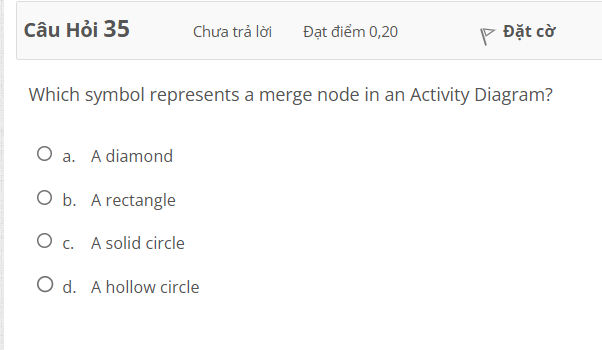 Câu Hỏi 35 Chưa trả lời Đạt điểm 0,20 Đặt cờ
Which symbol represents a merge node in an Activity Diagram?
a. A diamond
b. A rectangle
c. A solid circle
d. A hollow circle